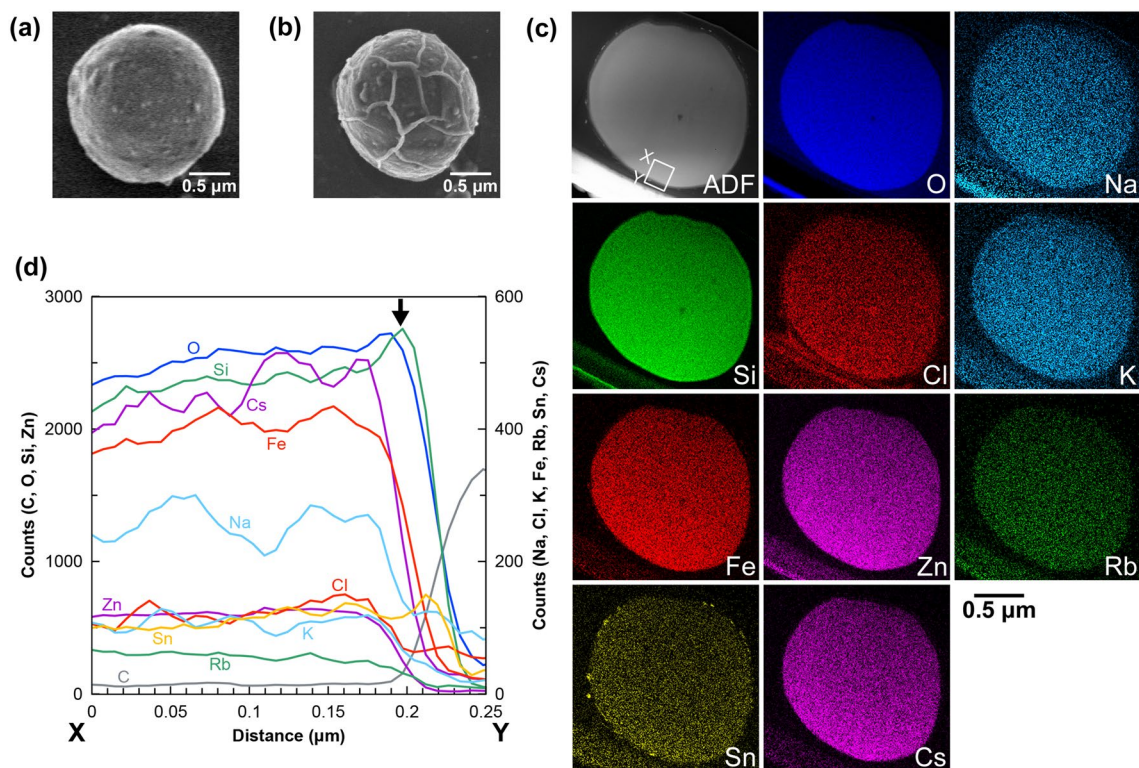 (a)
0.5 µm
(b)
0.5 µm
(c)
X
Y
ADF
O
Na
Si
Cl
K
Fe
Zn
Rb
0.5 µm
Sn
Cs
(d)
3000
2000
1000
0
Counts (C, O, Si, Zn)
600
400
200
0
Counts (Na, Cl, K, Fe, Rb, Sn, Cs)
O
Si
Cs
Fe
Na
Zn
Cl
Sn
K
Rb
C
0
0.05
0.1
0.15
0.2
0.25
X
Distance (µm)
Y